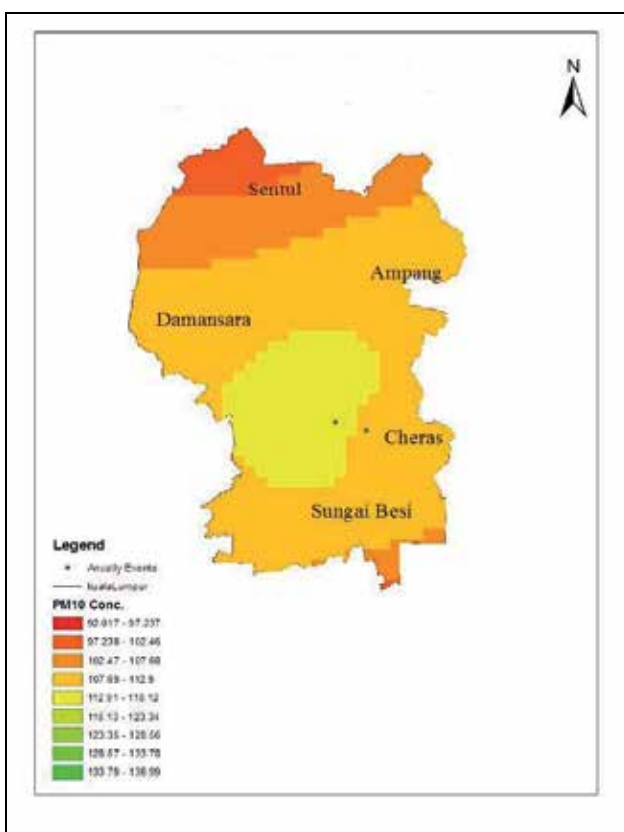 N
Sentul
Ampang
Damansara
Cheras
Sungai Besi
Legend
Events
PM10 Conc.
92.017 - 97.237
97.238 - 102.46
102.47 - 107.68
107.69 - 112.9
112.91 - 118.12
118.13 - 123.34
123.35 - 128.56
128.57 - 133.78
133.79 - 138.99